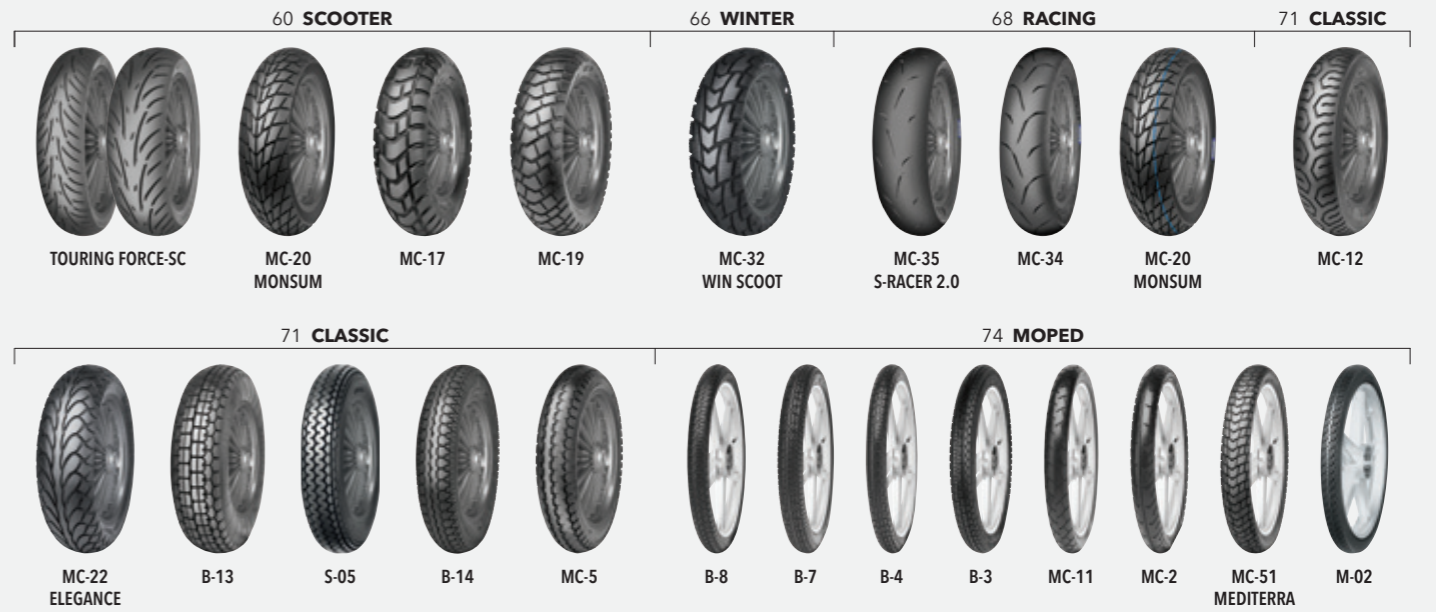 60 SCOOTER
66 WINTER
68 RACING
71 CLASSIC
TOURING FORCE-SC
MC-20
MONSUM
MC-17
MC-19
MC-32
WIN SCOOT
MC-35
S-RACER 2.0
MC-34
MC-20
MONSUM
MC-12
71 CLASSIC
74 MOPED
MC-22
ELEGANCE
B-13
S-05
B-14
MC-5
B-8
B-7
B-4
B-3
MC-11
MC-2
MC-51
MEDITERRA
M-02